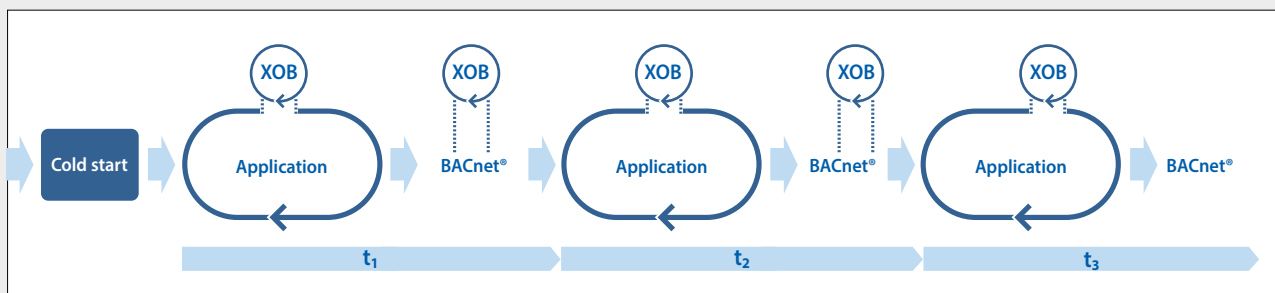 XOB XOB XOB XOB XOB
Cold start Application BACnet® Application BACnet® Application BACnet®
t₁ t₂ t₃